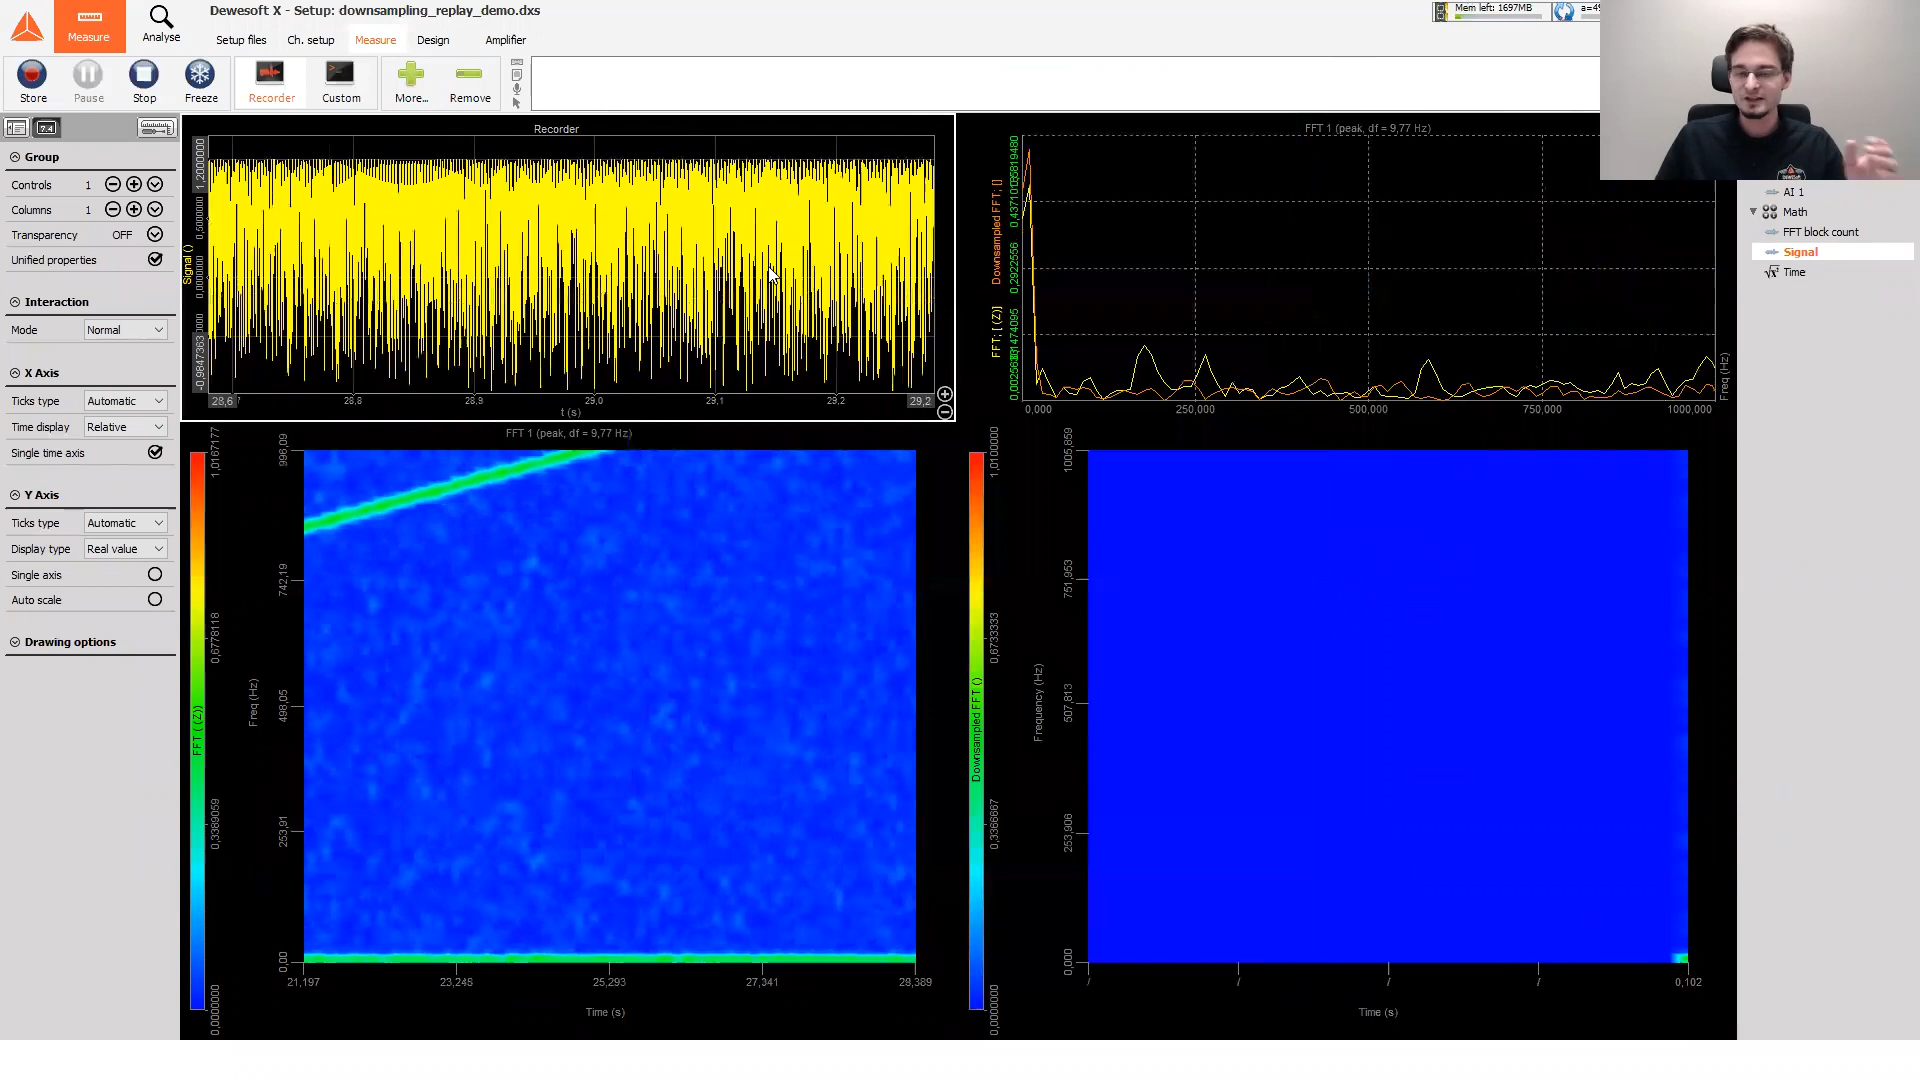 Dewesoft X - Setup: downsampling_replay_demo.dxs
Mem left: 1697MB
Measure
Analyse
Setup files
Ch. setup
Measure
Design
Amplifier
Store
Pause
Stop
Freeze
Recorder
Custom
More...
Remove
Group
Controls 1
Columns 1
Transparency OFF
Unified properties
Interaction
Mode Normal
X Axis
Ticks type Automatic
Time display Relative
Single time axis
Y Axis
Ticks type Automatic
Display type Real value
Single axis
Auto scale
Drawing options
Recorder
Signal ()
1,2000000
0,5000000
0,0000000
28,6
28,8
28,9
29,0
29,1
29,2
29,2
t (s)
FFT 1 (peak, df = 9,77 Hz)
Downsampled FFT; []
FFT; [ (Z)]
0,2922556
0,000
250,000
500,000
750,000
1000,000
Freq (Hz)
AI 1
Math
FFT block count
Signal
Time
FFT 1 (peak, df = 9,77 Hz)
1,0167177
0,6778118
0,3389059
0,0000000
FFT [ (Z)]
Freq (Hz)
996,09
742,19
498,05
253,91
0,00
21,197
23,245
25,293
27,341
28,389
Time (s)
1,0100000
0,6733333
0,3366667
0,0000000
Downsampled FFT ()
Frequency (Hz)
1005,859
751,953
507,813
253,906
0,000
/
/
/
/
0,102
Time (s)